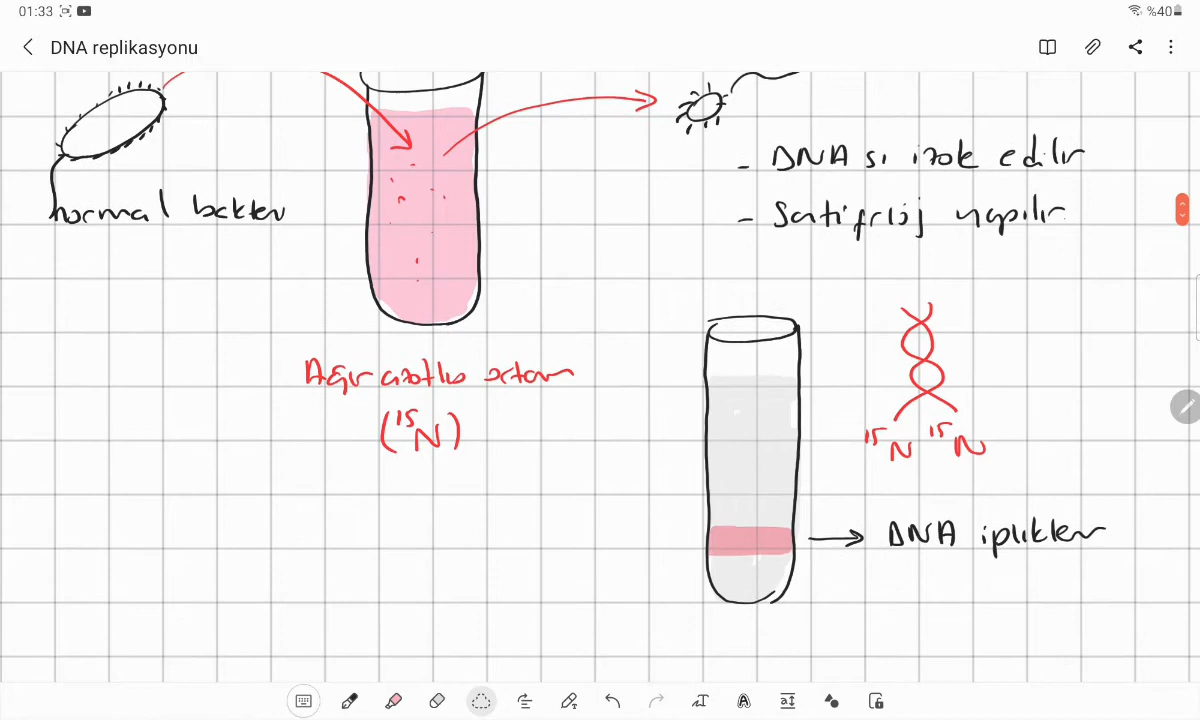 01:33
%40
DNA replikasyonu
- DNA sı izole edilir
normal bakteri
- Santifrüj yapılır
Ağır azotlu ortam
(¹⁵N)
¹⁵N ¹⁵N
→ DNA iplikleri